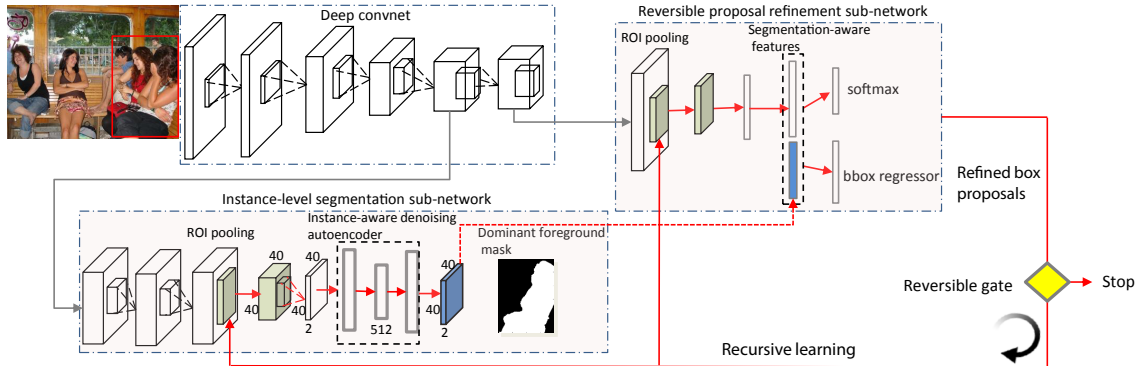 Deep convnet
Reversible proposal refinement sub-network
ROI pooling
Segmentation-aware
features
softmax
bbox regressor
Refined box
proposals
Instance-level segmentation sub-network
ROI pooling
Instance-aware denoising
autoencoder
Dominant foreground
mask
40
40
40
40
2
512
40
40
2
Reversible gate
Stop
Recursive learning